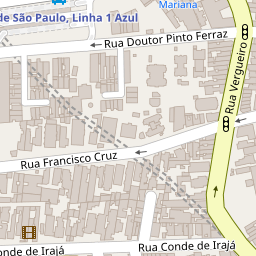 Mariana
de São Paulo, Linha 1 Azul
Rua Doutor Pinto Ferraz
Rua Vergueiro
Rua Francisco Cruz
Rua Conde de Irajá
onde de Irajá